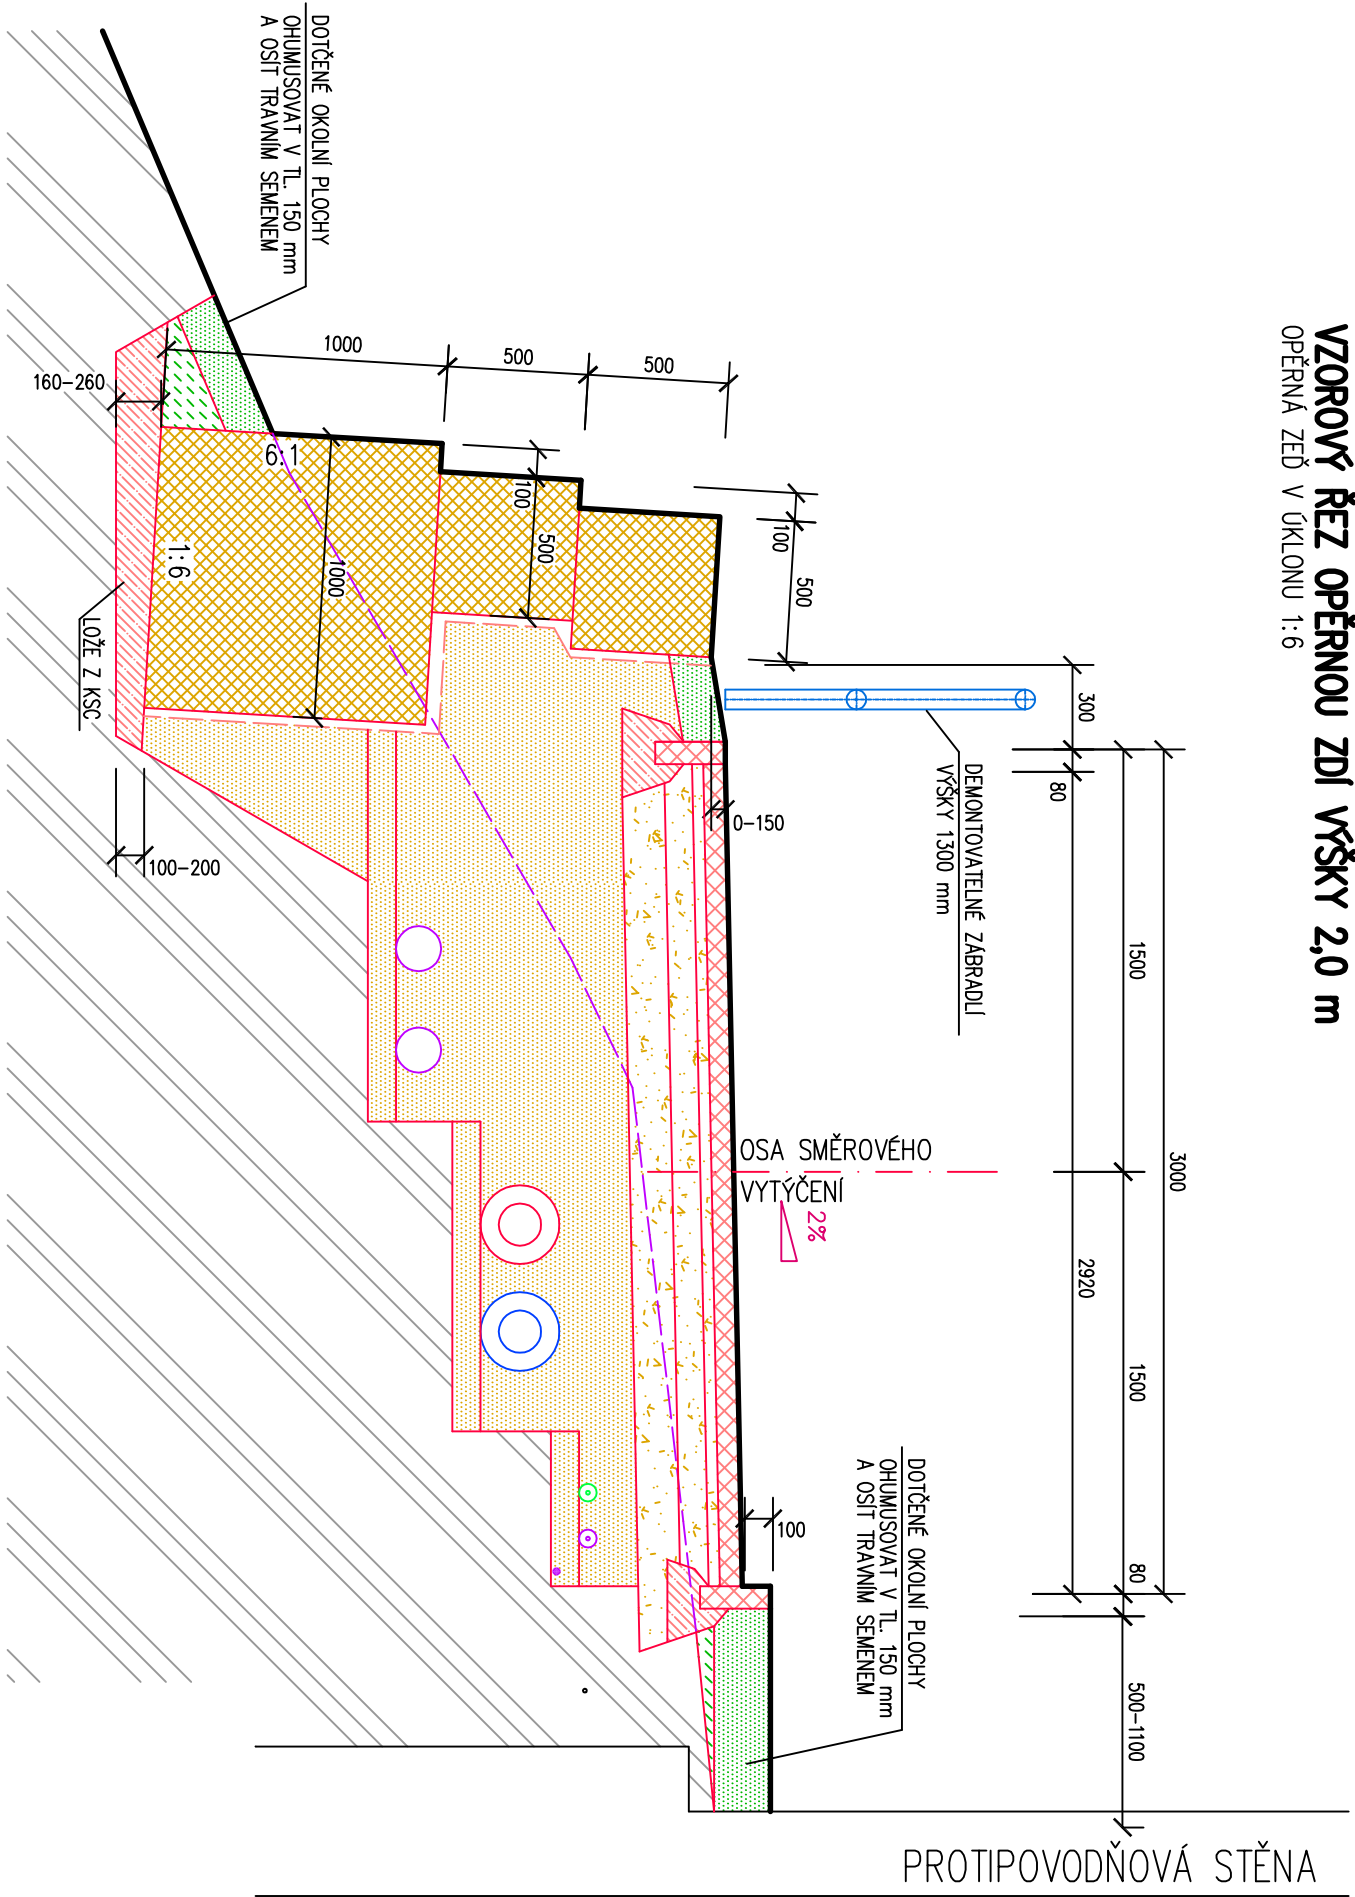 VZOROVÝ ŘEZ OPĚRNOU ZDÍ VÝŠKY 2,0 m
OPĚRNÁ ZEĎ V ÚKLONU 1:6
DOTČENÉ OKOLNÍ PLOCHY
OHUMUSOVAT V TL. 150 mm
A OSÍT TRAVNÍM SEMENEM
1000
500
500
160-260
6:1
1:6
1000
100
500
100
500
LOŽE Z KSC
100-200
300
80
0-150
DEMONTOVATELNÉ ZÁBRADLÍ
VÝŠKY 1300 mm
1500
3000
2920
1500
80
OSA SMĚROVÉHO
VYTÝČENÍ
2%
100
DOTČENÉ OKOLNÍ PLOCHY
OHUMUSOVAT V TL. 150 mm
A OSÍT TRAVNÍM SEMENEM
500-1100
PROTIPOVODŇOVÁ STĚNA